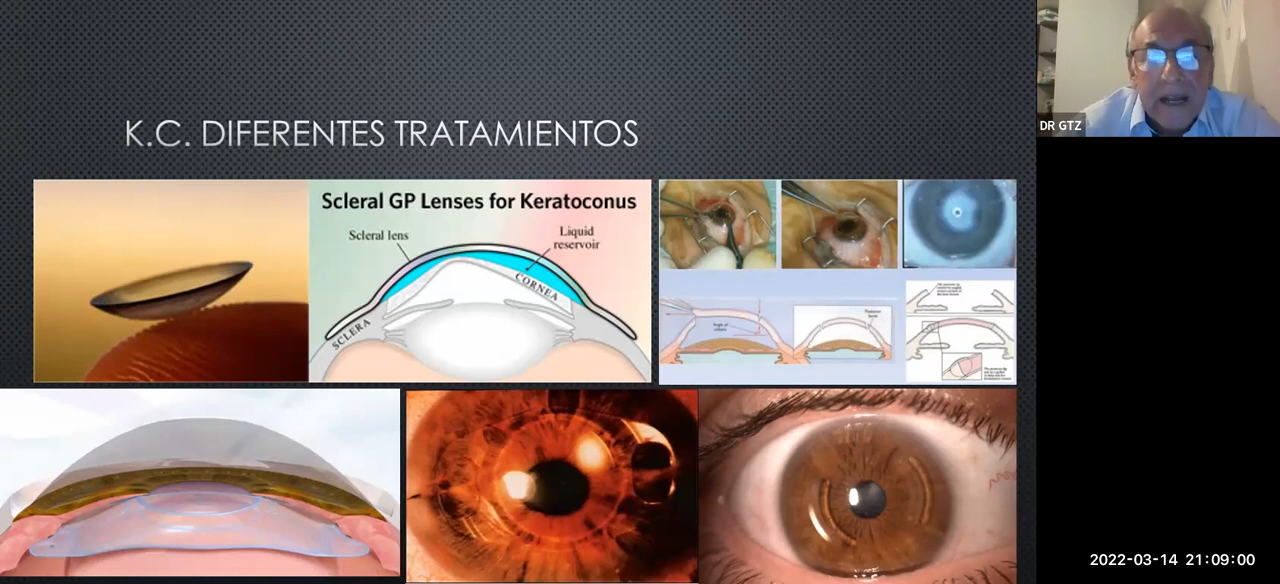 K.C. DIFERENTES TRATAMIENTOS
Scleral GP Lenses for Keratoconus
Scleral lens
Liquid
reservoir
CORNEA
SCLERA
DR GTZ
2022-03-14 21:09:00